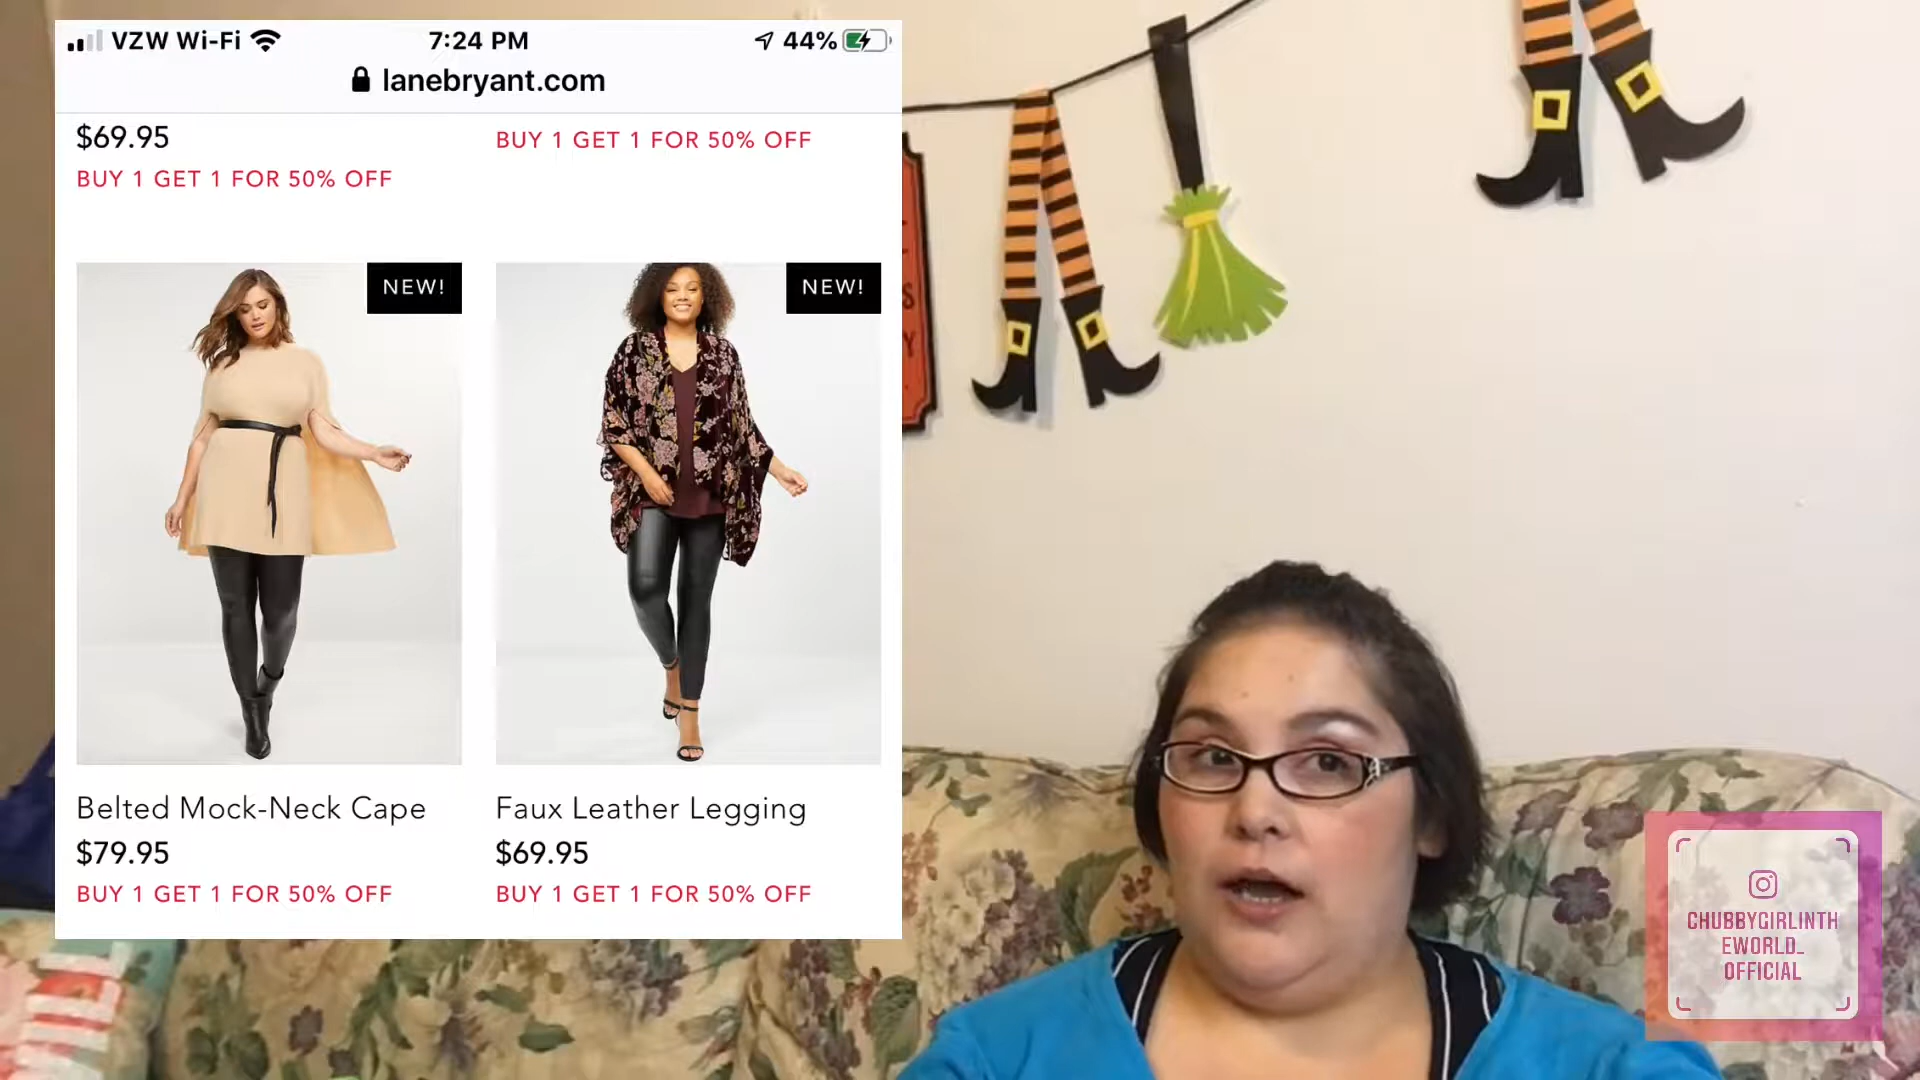 VZW Wi-Fi
7:24 PM
44%
lanebryant.com
$69.95
BUY 1 GET 1 FOR 50% OFF
BUY 1 GET 1 FOR 50% OFF
NEW!
NEW!
Belted Mock-Neck Cape
$79.95
BUY 1 GET 1 FOR 50% OFF
Faux Leather Legging
$69.95
BUY 1 GET 1 FOR 50% OFF
CHUBBYGIRLINTH
EWORLD_
OFFICIAL